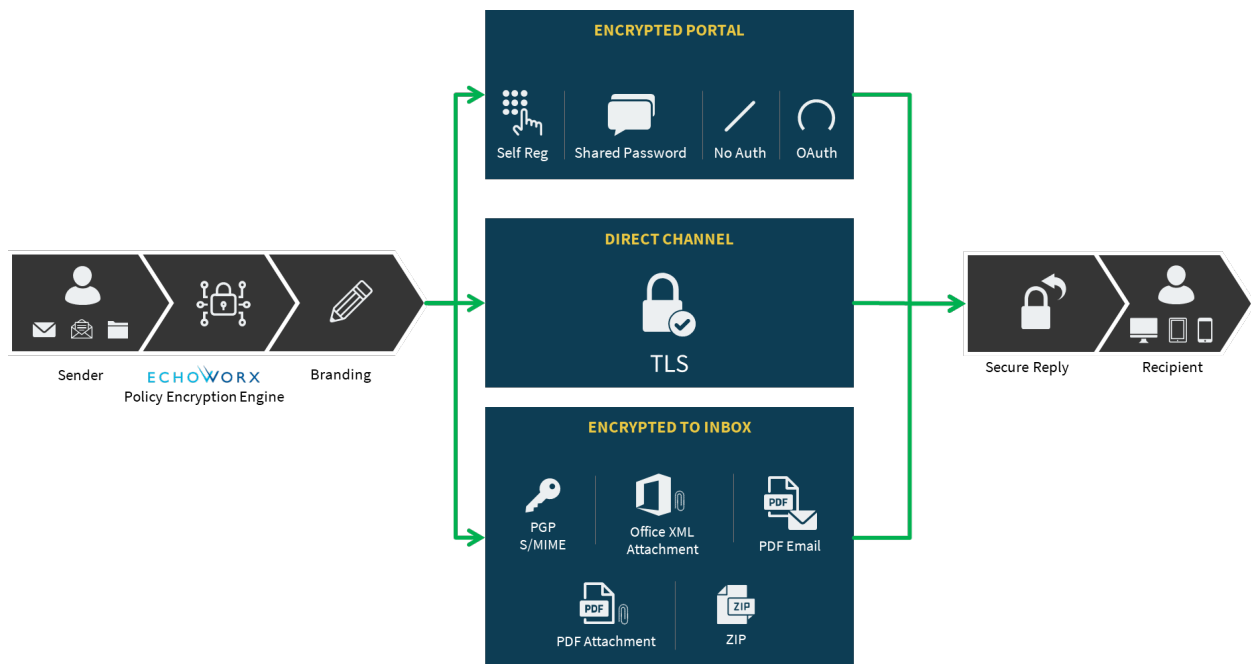 ENCRYPTED PORTAL
Self Reg
Shared Password
No Auth
OAuth
Sender
ECHOWORX
Policy Encryption Engine
Branding
DIRECT CHANNEL
TLS
Secure Reply
Recipient
ENCRYPTED TO INBOX
PGP
S/MIME
Office XML
Attachment
PDF
PDF Email
PDF
PDF Attachment
ZIP
ZIP